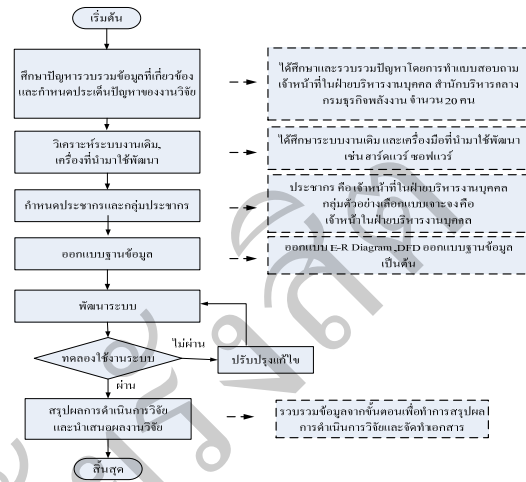 เริ่มต้น
ศึกษาปัญหารวบรวมข้อมูลที่เกี่ยวข้อง
และกำหนดประเด็นปัญหาของงานวิจัย
ได้ศึกษาและรวบรวมปัญหาโดยการทำแบบสอบถาม
เจ้าหน้าที่ในฝ่ายบริหารงานบุคคล สำนักบริหารกลาง
กรมธุรกิจพลังงาน จำนวน 20 คน
วิเคราะห์ระบบงานเดิม,
เครื่องที่นำมาใช้พัฒนา
ได้ศึกษาระบบงานเดิม และเครื่องมือที่นำมาใช้พัฒนา
เช่น ฮาร์ดแวร์ ซอฟแวร์
กำหนดประชากรและกลุ่มประชากร
ประชากร คือ เจ้าหน้าที่ในฝ่ายบริหารงานบุคคล
กลุ่มตัวอย่างเลือกแบบเจาะจงคือ
เจ้าหน้าในฝ่ายบริหารงานบุคคล
ออกแบบฐานข้อมูล
ออกแบบ E-R Diagram ,DFD ออกแบบฐานข้อมูล
เป็นต้น
พัฒนาระบบ
ทดลองใช้งานระบบ
ไม่ผ่าน
ปรับปรุงแก้ไข
ผ่าน
สรุปผลการดำเนินการวิจัย
และนำเสนอผลงานวิจัย
รวบรวมข้อมูลจากขั้นตอนเพื่อทำการสรุปผล
การดำเนินการวิจัยและจัดทำเอกสาร
สิ้นสุด